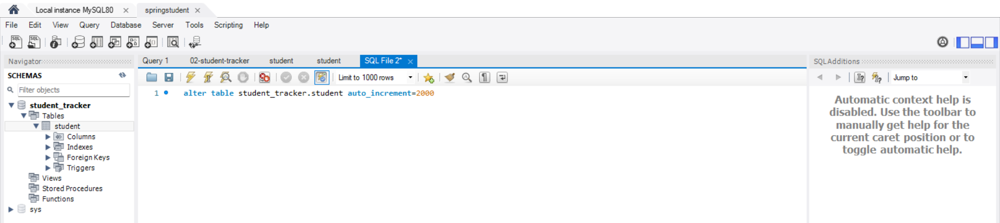 Local instance MySQL80
springstudent
File Edit View Query Database Server Tools Scripting Help
Navigator
SCHEMAS
Filter objects
student_tracker
Tables
student
Columns
Indexes
Foreign Keys
Triggers
Views
Stored Procedures
Functions
sys
Query 1 02-student-tracker student student SQL File 2*
Limit to 1000 rows
1 alter table student_tracker.student auto_increment=2000
SQLAdditions
Jump to
Automatic context help is
disabled. Use the toolbar to
manually get help for the
current caret position or to
toggle automatic help.